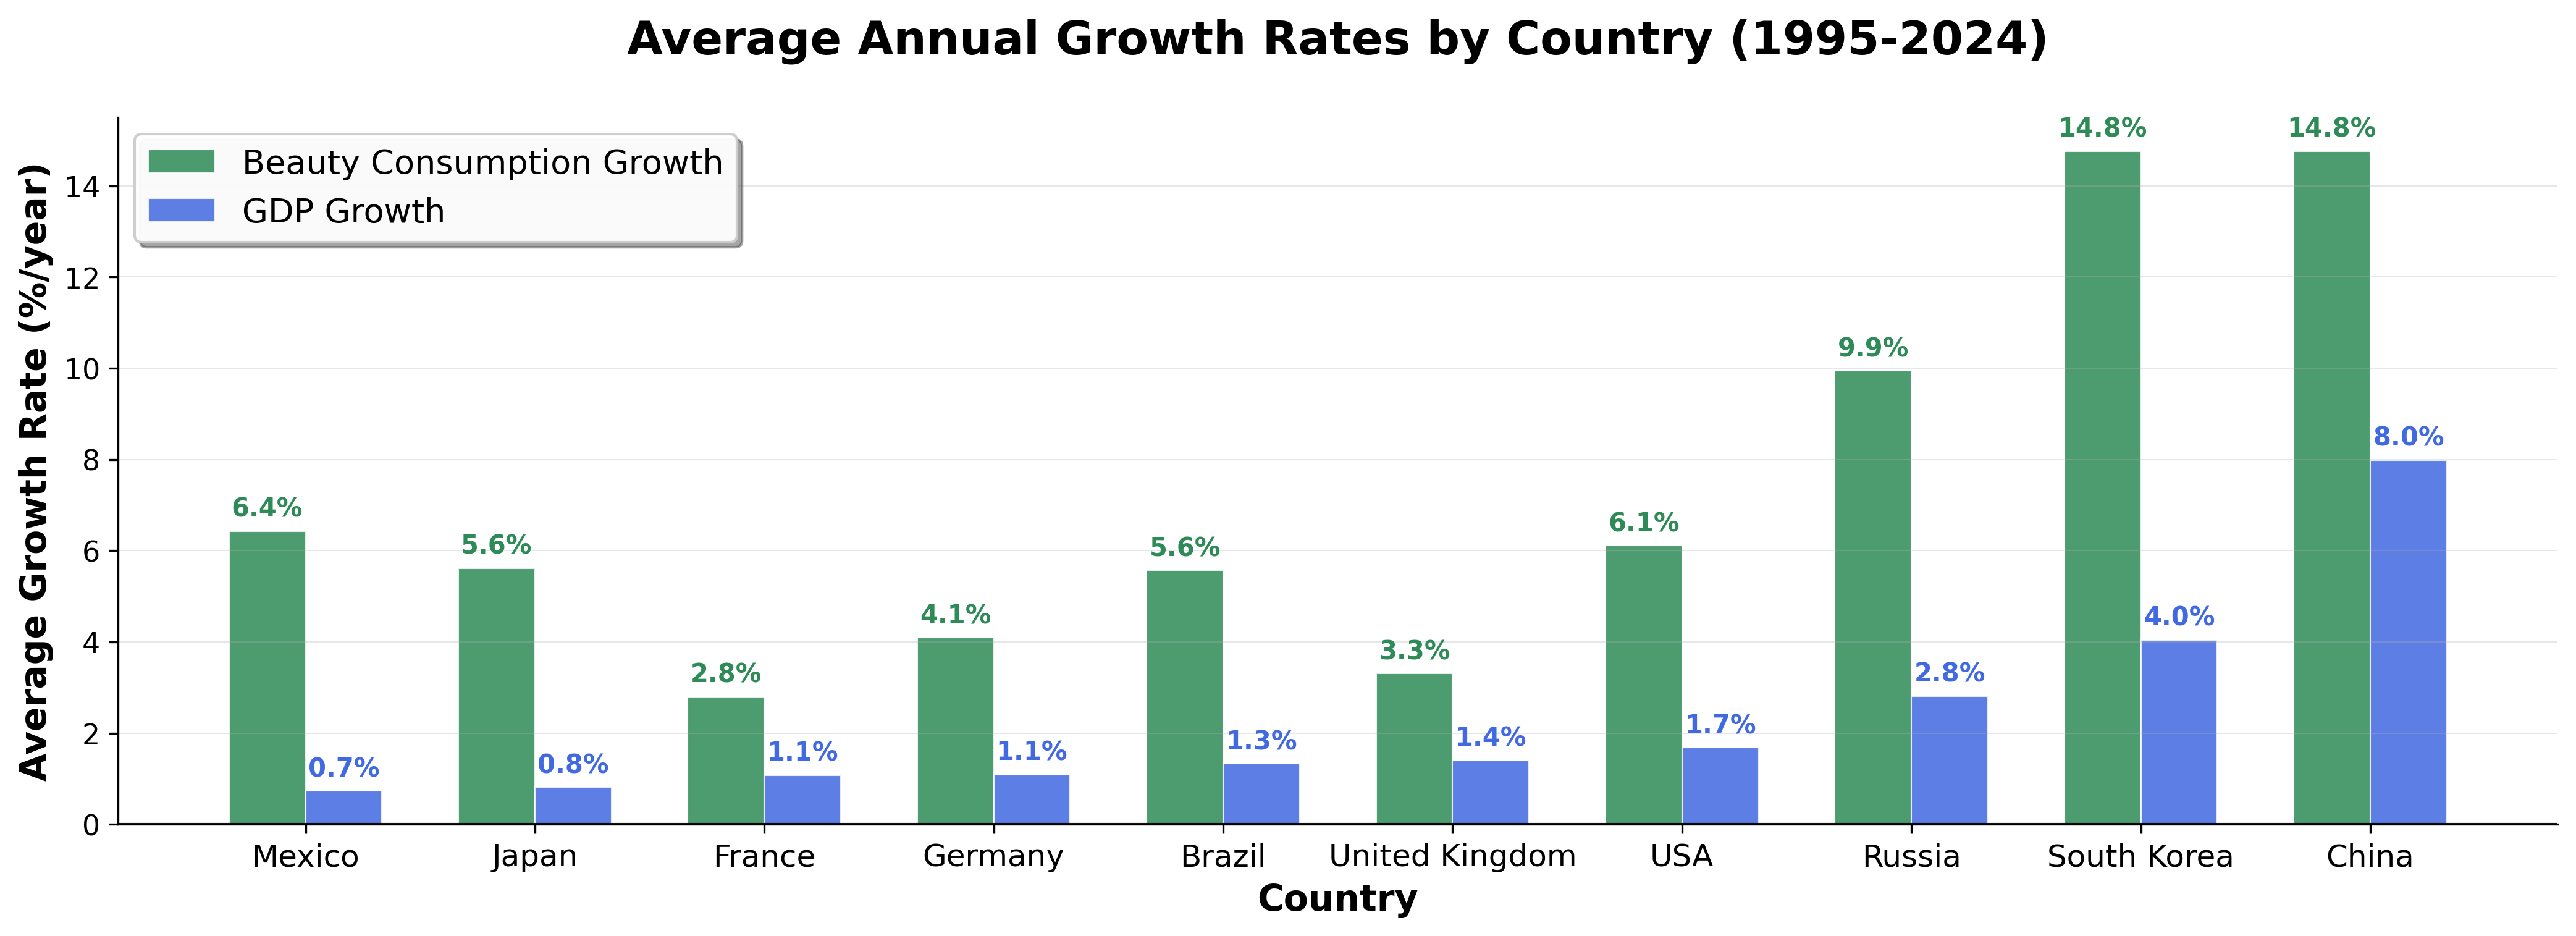 Average Annual Growth Rates by Country (1995-2024)
Beauty Consumption Growth
GDP Growth
Average Growth Rate (%/year)
14
12
10
8
6
4
2
0
6.4%
0.7%
5.6%
0.8%
2.8%
1.1%
4.1%
1.1%
5.6%
1.3%
3.3%
1.4%
6.1%
1.7%
9.9%
2.8%
14.8%
4.0%
14.8%
8.0%
Mexico
Japan
France
Germany
Brazil
United Kingdom
USA
Russia
South Korea
China
Country